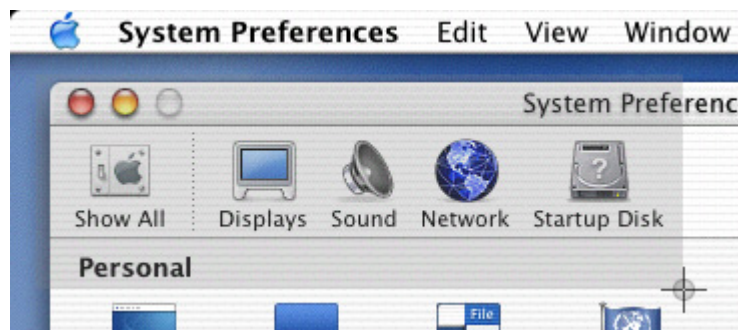 System Preferences Edit View Window
System Preferenc
Show All Displays Sound Network Startup Disk
Personal
File